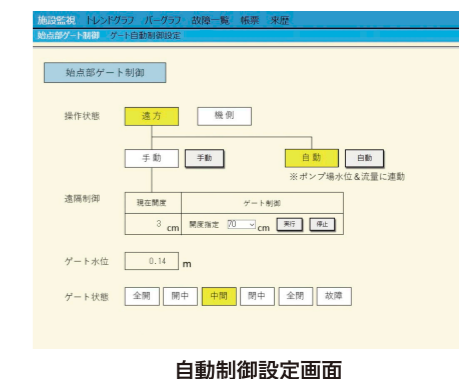 施設監視 トレンドグラフ バーグラフ 故障一覧 帳票 来歴
始点部ゲート制御 ゲート自動制御設定
始点部ゲート制御
操作状態 遠方 機側
手動 手動 自動 自動
※ポンプ場水位&流量に連動
遠隔制御 現在開度 ゲート制御
3 cm 開度指定 70 cm 実行 停止
ゲート水位 0.14 m
ゲート状態 全開 開中 中間 閉中 全閉 故障
自動制御設定画面